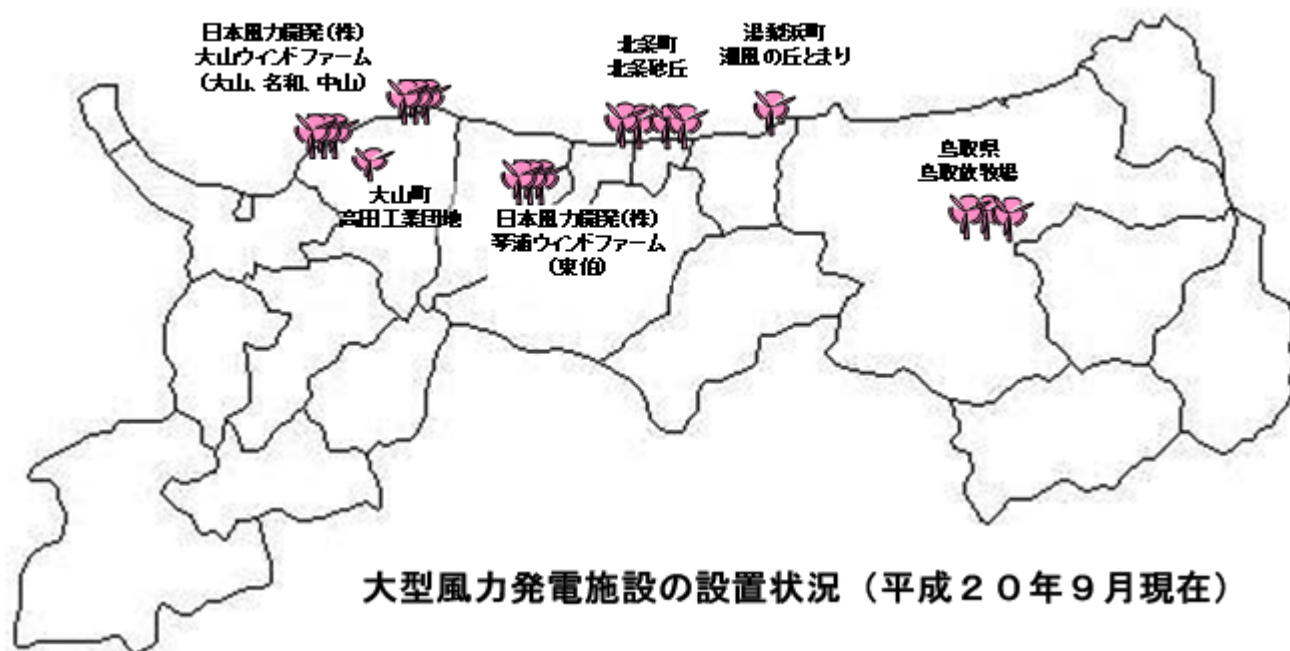 日本風力開発(株)
大山ウィンドファーム
(大山、名和、中山)
北条町
北条砂丘
湯梨浜町
潮風の丘とまり
鳥取県
鳥取放牧場
大山町
高田工業団地
日本風力開発(株)
琴浦ウィンドファーム
(東伯)
大型風力発電施設の設置状況（平成２０年９月現在）